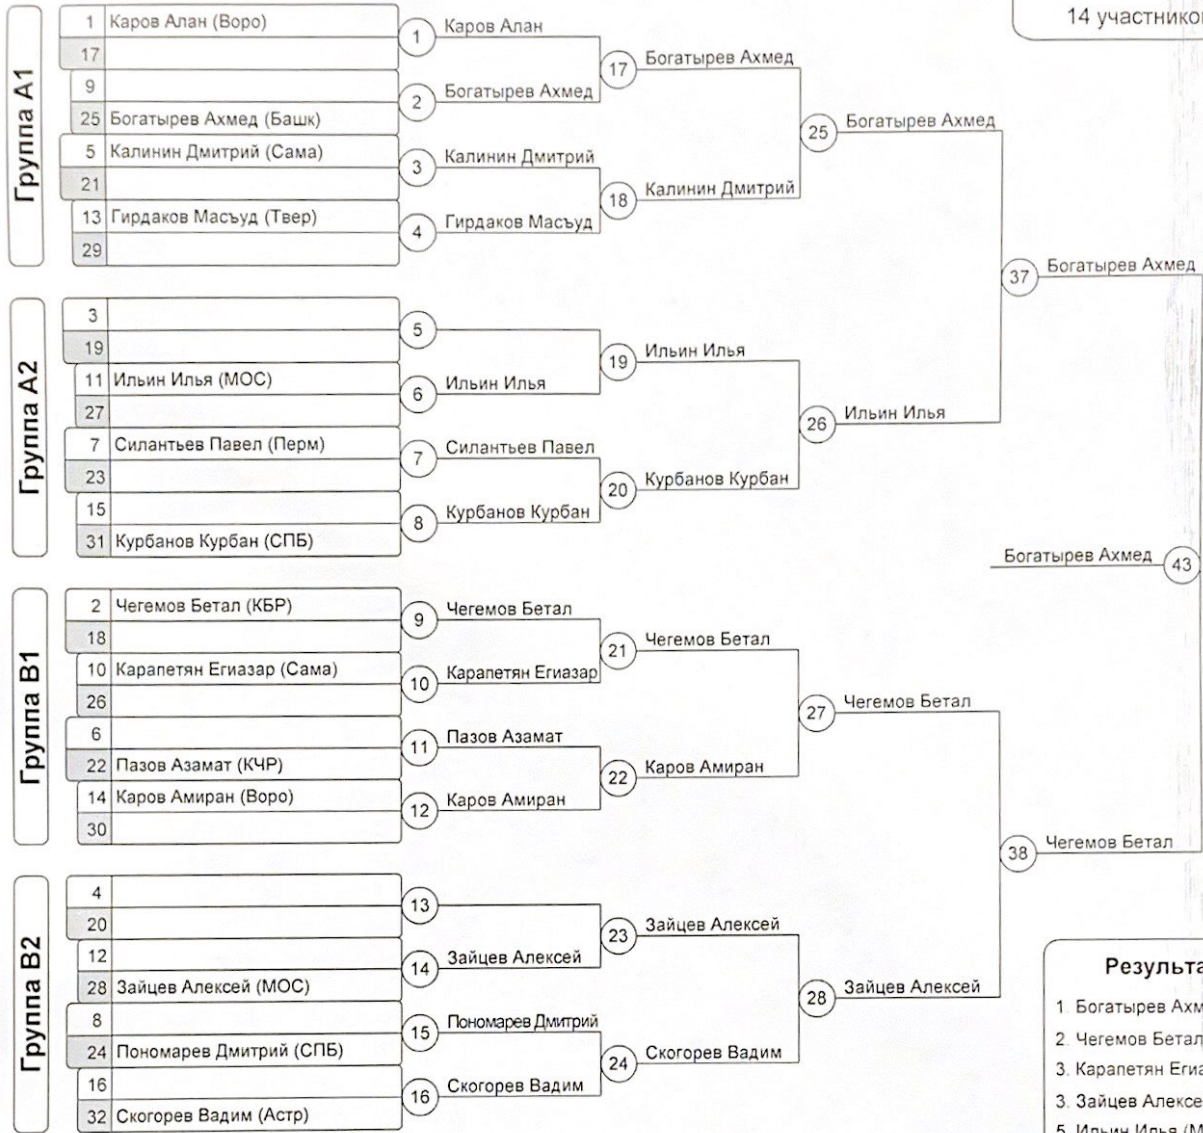 14 участников
Группа A1
1 Каров Алан (Воро)
17
9
25 Богатырев Ахмед (Башк)
5 Калинин Дмитрий (Сама)
21
13 Гирдаков Масъуд (Твер)
29
1 Каров Алан
2 Богатырев Ахмед
3 Калинин Дмитрий
4 Гирдаков Масъуд
17 Богатырев Ахмед
18 Калинин Дмитрий
25 Богатырев Ахмед
Группа A2
3
19
11 Ильин Илья (МОС)
27
7 Силантьев Павел (Перм)
23
15
31 Курбанов Курбан (СПБ)
5
6 Ильин Илья
7 Силантьев Павел
8 Курбанов Курбан
19 Ильин Илья
20 Курбанов Курбан
26 Ильин Илья
37 Богатырев Ахмед
Богатырев Ахмед 43
Группа B1
2 Чегемов Бетал (КБР)
18
10 Карапетян Егиазар (Сама)
26
6
22 Пазов Азамат (КЧР)
14 Каров Амиран (Воро)
30
9 Чегемов Бетал
10 Карапетян Егиазар
11 Пазов Азамат
12 Каров Амиран
21 Чегемов Бетал
22 Каров Амиран
27 Чегемов Бетал
Группа B2
4
20
12
28 Зайцев Алексей (МОС)
8
24 Пономарев Дмитрий (СПБ)
16
32 Скогорев Вадим (Астр)
13
14 Зайцев Алексей
15 Пономарев Дмитрий
16 Скогорев Вадим
23 Зайцев Алексей
24 Скогорев Вадим
28 Зайцев Алексей
38 Чегемов Бетал
Результа
1. Богатырев Ахм
2. Чегемов Бетал
3. Карапетян Егиа
3. Зайцев Алексе
5. Ильин Илья (М